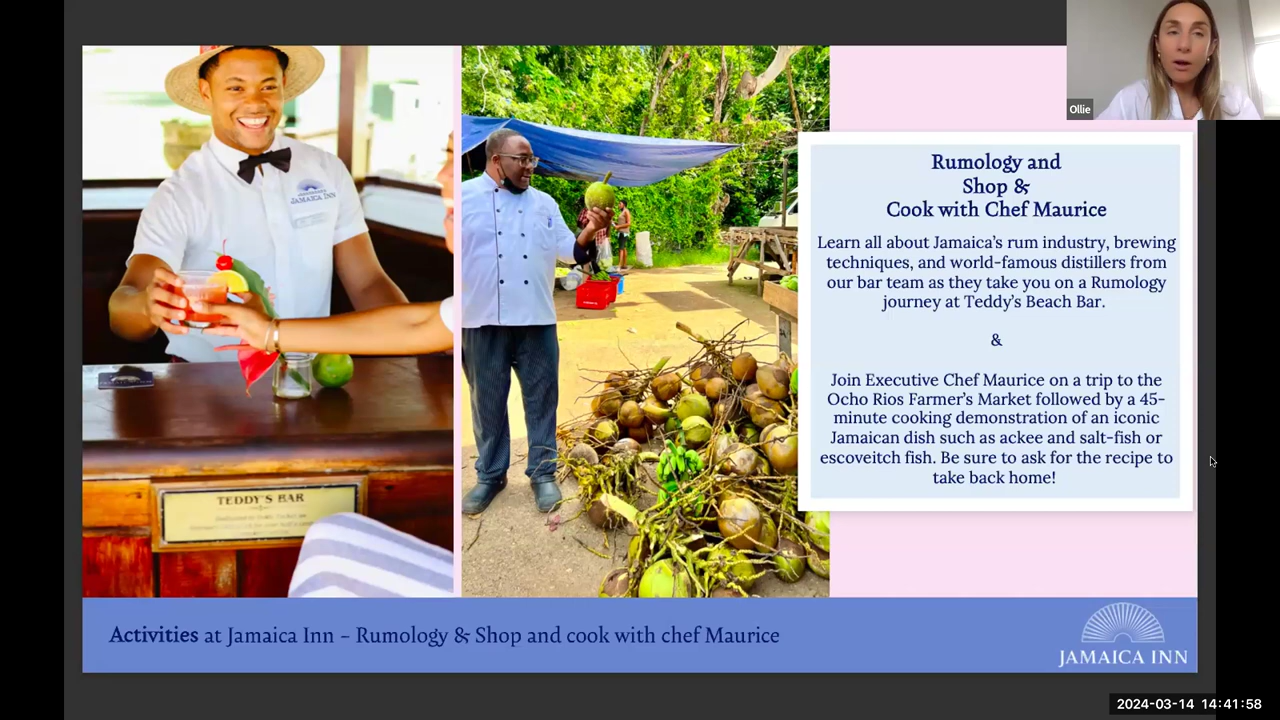 Ollie
JAMAICA INN
TEDDY'S BAR
Rumology and
Shop &
Cook with Chef Maurice
Learn all about Jamaica's rum industry, brewing
techniques, and world-famous distillers from
our bar team as they take you on a Rumology
journey at Teddy's Beach Bar.
&
Join Executive Chef Maurice on a trip to the
Ocho Rios Farmer's Market followed by a 45-
minute cooking demonstration of an iconic
Jamaican dish such as ackee and salt-fish or
escoveitch fish. Be sure to ask for the recipe to
take back home!
Activities at Jamaica Inn – Rumology & Shop and cook with chef Maurice
JAMAICA INN
2024-03-14 14:41:58